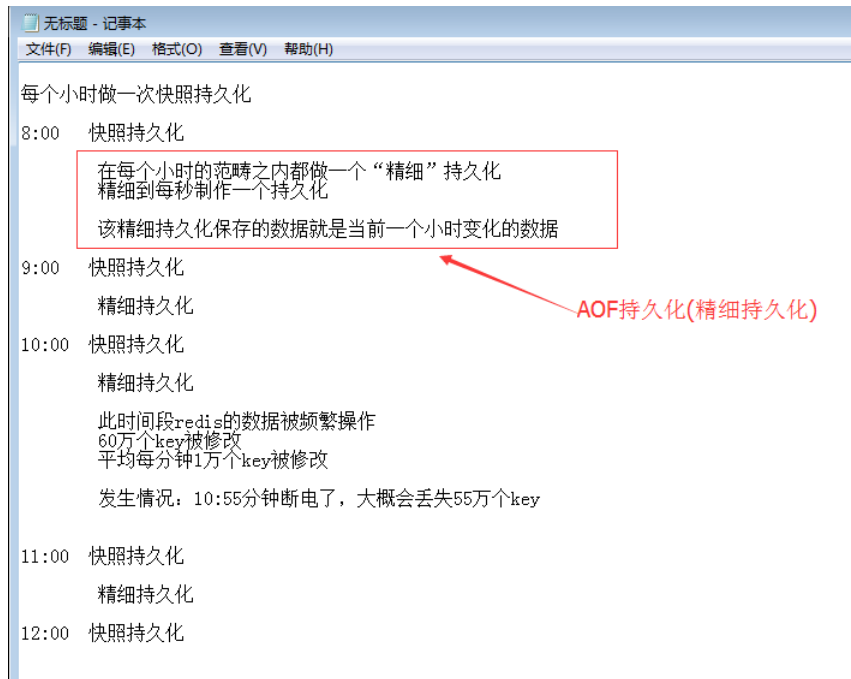 无标题 - 记事本
文件(F) 编辑(E) 格式(O) 查看(V) 帮助(H)
每个小时做一次快照持久化
8:00 快照持久化
在每个小时的范畴之内都做一个“精细”持久化
精细到每秒制作一个持久化
该精细持久化保存的数据就是当前一个小时变化的数据
9:00 快照持久化
精细持久化
AOF持久化(精细持久化)
10:00 快照持久化
精细持久化
此时间段redis的数据被频繁操作
60万个key被修改
平均每分钟1万个key被修改
发生情况：10:55分钟断电了，大概会丢失55万个key
11:00 快照持久化
精细持久化
12:00 快照持久化